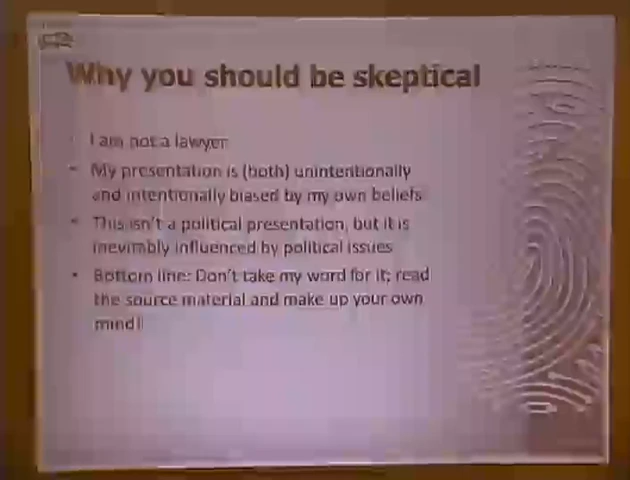 Why you should be skeptical
• I am not a lawyer
• My presentation is (both) unintentionally
and intentionally biased by my own beliefs
• This isn't a political presentation, but it is
inevitably influenced by political issues
• Bottom line: Don't take my word for it; read
the source material and make up your own
mind!